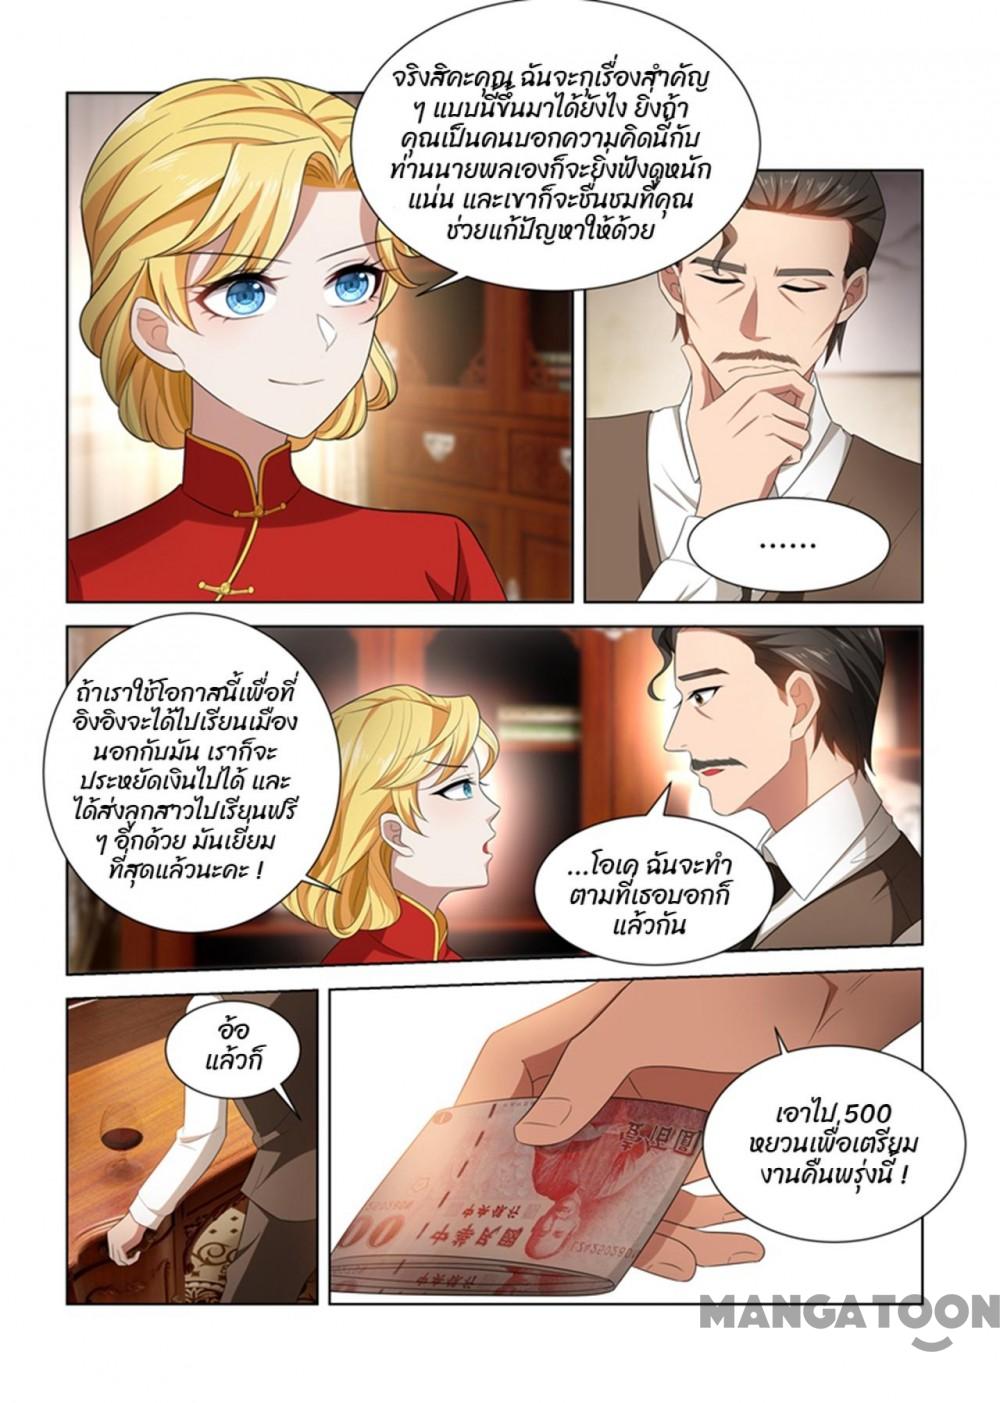 จริงสิคะคุณ ฉันจะกุเรื่องสำคัญ
ๆ แบบนี้ขึ้นมาได้ยังไง ยิ่งถ้า
คุณเป็นคนบอกความคิดนี้กับ
ท่านนายพลเองก็จะยิ่งฟังดูหนัก
แน่น และเขาก็จะชื่นชมที่คุณ
ช่วยแก้ปัญหาให้ด้วย
......
ถ้าเราใช้โอกาสนี้เพื่อที่
อิงอิงจะได้ไปเรียนเมือง
นอกกับมัน เราก็จะ
ประหยัดเงินไปได้ และ
ได้ส่งลูกสาวไปเรียนฟรี
ๆ อีกด้วย มันเยี่ยม
ที่สุดแล้วนะคะ !
...โอเค ฉันจะทำ
ตามที่เธอบอกก็
แล้วกัน
อ้อ
แล้วก็
เอาไป 500
หยวนเพื่อเตรียม
งานคืนพรุ่งนี้ !
MANGATOON